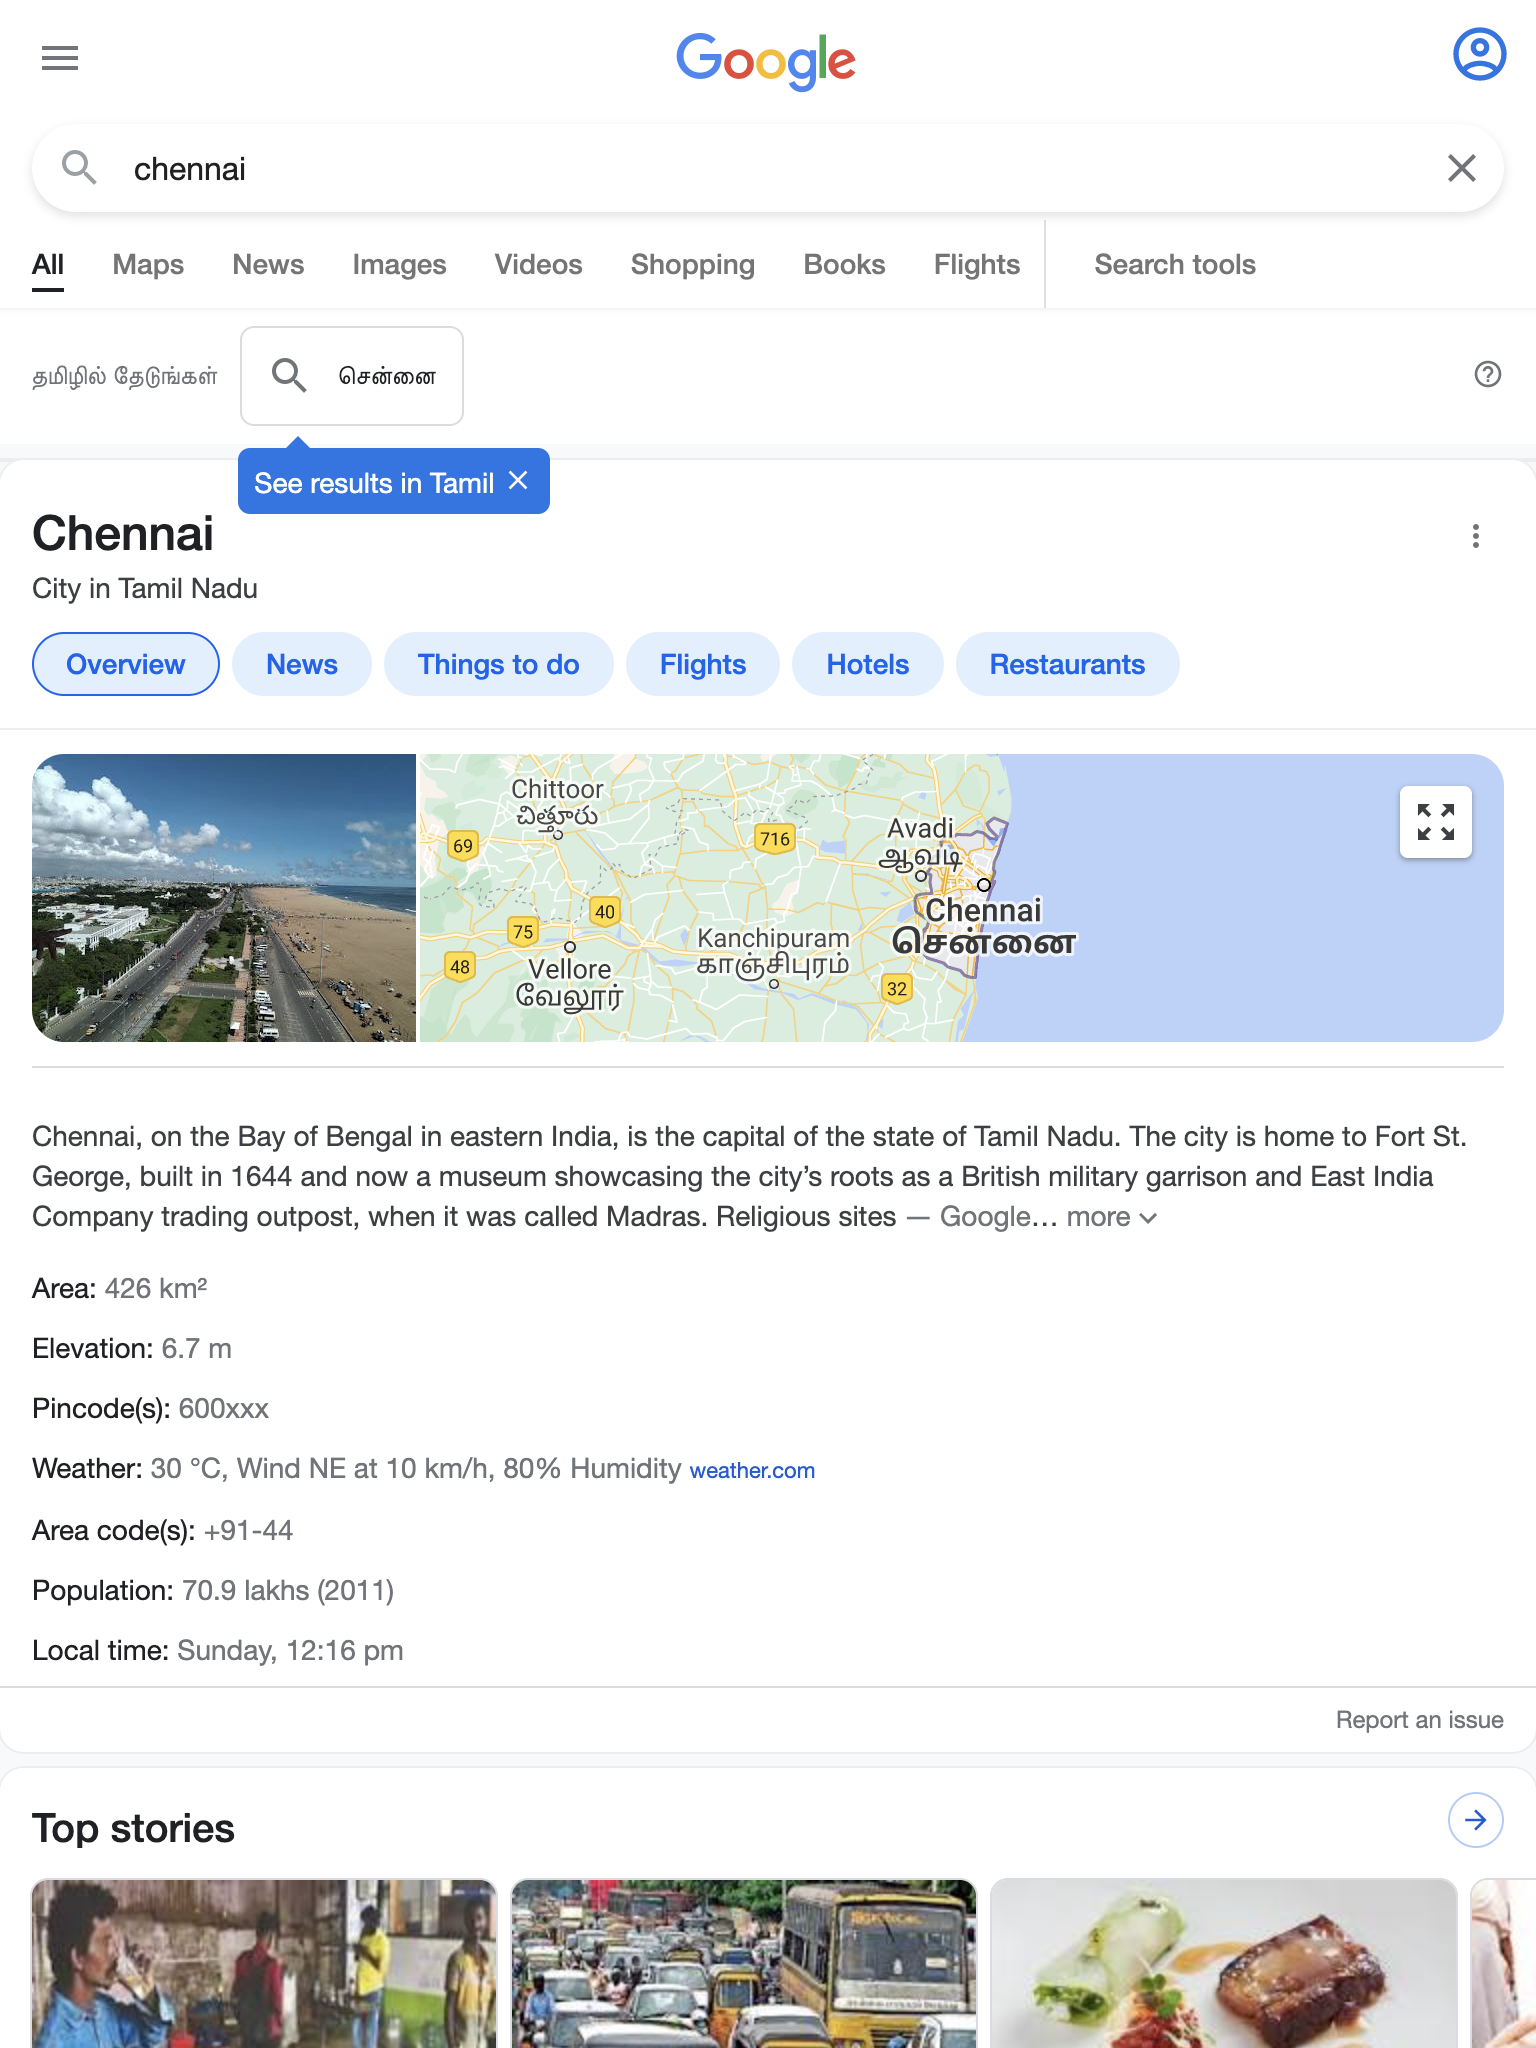 Google
chennai
All Maps News Images Videos Shopping Books Flights Search tools
தமிழில் தேடுங்கள் சென்னை
See results in Tamil
Chennai
City in Tamil Nadu
Overview News Things to do Flights Hotels Restaurants
Chittoor
చిత్తూరు
Avadi
ஆவடி
69
716
40
75
48
Vellore
வேலூர்
Kanchipuram
காஞ்சிபுரம்
Chennai
சென்னை
32
Chennai, on the Bay of Bengal in eastern India, is the capital of the state of Tamil Nadu. The city is home to Fort St.
George, built in 1644 and now a museum showcasing the city’s roots as a British military garrison and East India
Company trading outpost, when it was called Madras. Religious sites — Google… more
Area: 426 km²
Elevation: 6.7 m
Pincode(s): 600xxx
Weather: 30 °C, Wind NE at 10 km/h, 80% Humidity weather.com
Area code(s): +91-44
Population: 70.9 lakhs (2011)
Local time: Sunday, 12:16 pm
Report an issue
Top stories